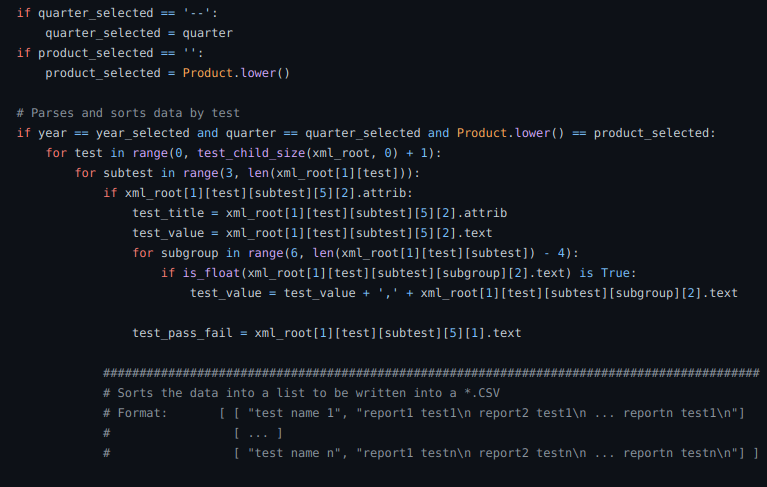 if quarter_selected == '--':
    quarter_selected = quarter
if product_selected == '':
    product_selected = Product.lower()

# Parses and sorts data by test
if year == year_selected and quarter == quarter_selected and Product.lower() == product_selected:
    for test in range(0, test_child_size(xml_root, 0) + 1):
        for subtest in range(3, len(xml_root[1][test])):
            if xml_root[1][test][subtest][5][2].attrib:
                test_title = xml_root[1][test][subtest][5][2].attrib
                test_value = xml_root[1][test][subtest][5][2].text
                for subgroup in range(6, len(xml_root[1][test][subtest]) - 4):
                    if is_float(xml_root[1][test][subtest][subgroup][2].text) is True:
                        test_value = test_value + ',' + xml_root[1][test][subtest][subgroup][2].text

                test_pass_fail = xml_root[1][test][subtest][5][1].text

            ###########################################################################################
            # Sorts the data into a list to be written into a *.CSV
            # Format:       [ [ "test name 1", "report1 test1\n report2 test1\n ... reportn test1\n"]
            #                 [ ... ]
            #                 [ "test name n", "report1 testn\n report2 testn\n ... reportn testn\n"] ]